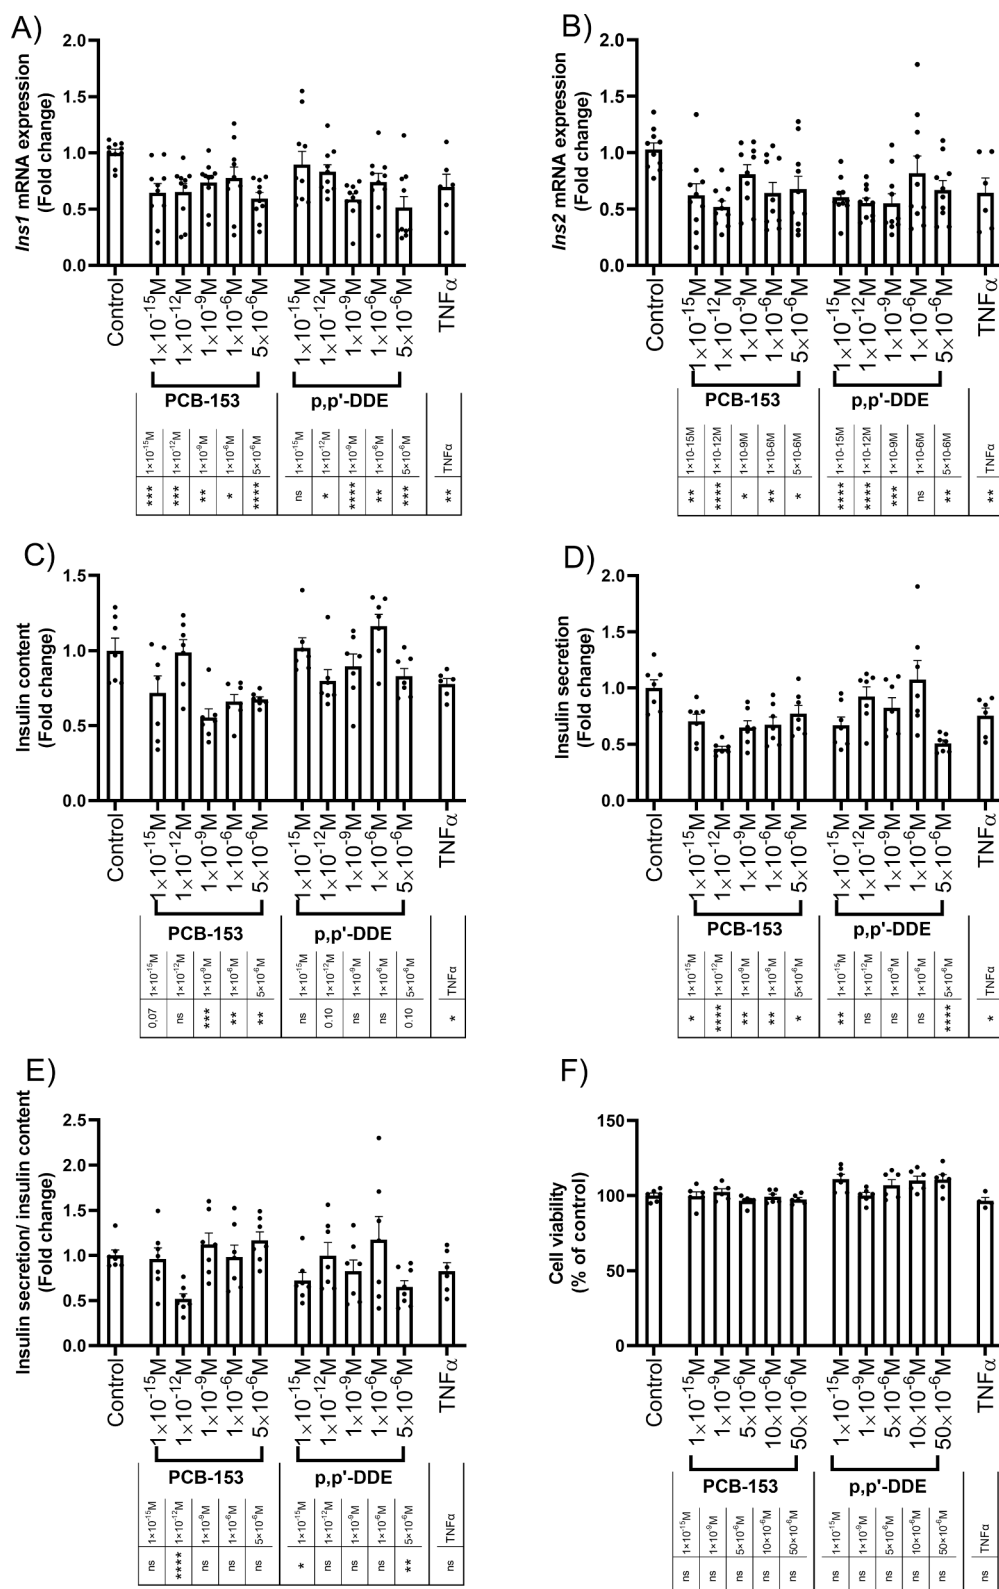 A)
Ins1 mRNA expression
(Fold change)
2.0
1.5
1.0
0.5
0.0
Control
1×10⁻¹⁵M
1×10⁻¹²M
1×10⁻⁹M
1×10⁻⁶M
5×10⁻⁶M
1×10⁻¹⁵M
1×10⁻¹²M
1×10⁻⁹M
1×10⁻⁶M
5×10⁻⁶M
TNFα
PCB-153
p,p'-DDE
1×10⁻¹⁵M
1×10⁻¹²M
1×10⁻⁹M
1×10⁻⁶M
5×10⁻⁶M
1×10⁻¹⁵M
1×10⁻¹²M
1×10⁻⁹M
1×10⁻⁶M
5×10⁻⁶M
TNFα
***
***
**
*
****
ns
*
****
**
***
**
B)
Ins2 mRNA expression
(Fold change)
2.0
1.5
1.0
0.5
0.0
Control
1×10⁻¹⁵M
1×10⁻¹²M
1×10⁻⁹M
1×10⁻⁶M
5×10⁻⁶M
1×10⁻¹⁵M
1×10⁻¹²M
1×10⁻⁹M
1×10⁻⁶M
5×10⁻⁶M
TNFα
PCB-153
p,p'-DDE
1×10-15M
1×10-12M
1×10-9M
1×10-6M
5×10-6M
1×10-15M
1×10-12M
1×10-9M
1×10-6M
5×10-6M
TNFα
**
****
*
**
*
****
****
***
ns
**
**
C)
Insulin content
(Fold change)
1.5
1.0
0.5
0.0
Control
1×10⁻¹⁵M
1×10⁻¹²M
1×10⁻⁹M
1×10⁻⁶M
5×10⁻⁶M
1×10⁻¹⁵M
1×10⁻¹²M
1×10⁻⁹M
1×10⁻⁶M
5×10⁻⁶M
TNFα
PCB-153
p,p'-DDE
1×10⁻¹⁵M
1×10⁻¹²M
1×10⁻⁹M
1×10⁻⁶M
5×10⁻⁶M
1×10⁻¹⁵M
1×10⁻¹²M
1×10⁻⁹M
1×10⁻⁶M
5×10⁻⁶M
TNFα
0,07
ns
***
**
**
ns
0.10
ns
ns
0.10
*
D)
Insulin secretion
(Fold change)
2.0
1.5
1.0
0.5
0.0
Control
1×10⁻¹⁵M
1×10⁻¹²M
1×10⁻⁹M
1×10⁻⁶M
5×10⁻⁶M
1×10⁻¹⁵M
1×10⁻¹²M
1×10⁻⁹M
1×10⁻⁶M
5×10⁻⁶M
TNFα
PCB-153
p,p'-DDE
1×10⁻¹⁵M
1×10⁻¹²M
1×10⁻⁹M
1×10⁻⁶M
5×10⁻⁶M
1×10⁻¹⁵M
1×10⁻¹²M
1×10⁻⁹M
1×10⁻⁶M
5×10⁻⁶M
TNFα
*
****
**
**
*
**
ns
ns
ns
****
*
E)
Insulin secretion/ insulin content
(Fold change)
2.5
2.0
1.5
1.0
0.5
0.0
Control
1×10⁻¹⁵M
1×10⁻¹²M
1×10⁻⁹M
1×10⁻⁶M
5×10⁻⁶M
1×10⁻¹⁵M
1×10⁻¹²M
1×10⁻⁹M
1×10⁻⁶M
5×10⁻⁶M
TNFα
PCB-153
p,p'-DDE
1×10⁻¹⁵M
1×10⁻¹²M
1×10⁻⁹M
1×10⁻⁶M
5×10⁻⁶M
1×10⁻¹⁵M
1×10⁻¹²M
1×10⁻⁹M
1×10⁻⁶M
5×10⁻⁶M
TNFα
ns
****
ns
ns
ns
*
ns
ns
ns
**
ns
F)
Cell viability
(% of control)
150
100
50
0
Control
1×10⁻¹⁵M
1×10⁻⁹M
5×10⁻⁶M
10×10⁻⁶M
50×10⁻⁶M
1×10⁻¹⁵M
1×10⁻⁹M
5×10⁻⁶M
10×10⁻⁶M
50×10⁻⁶M
TNFα
PCB-153
p,p'-DDE
1×10⁻¹⁵M
1×10⁻⁹M
5×10⁻⁶M
10×10⁻⁶M
50×10⁻⁶M
1×10⁻¹⁵M
1×10⁻⁹M
5×10⁻⁶M
10×10⁻⁶M
50×10⁻⁶M
TNFα
ns
ns
ns
ns
ns
ns
ns
ns
ns
ns
ns